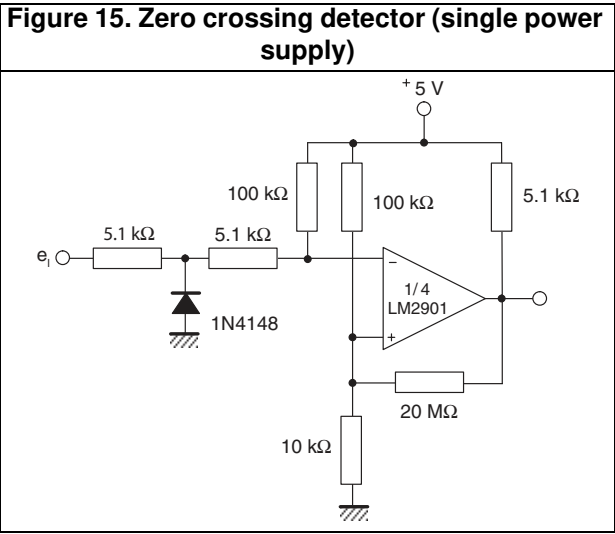 Figure 15. Zero crossing detector (single power
supply)
+ 5 V
100 kΩ
100 kΩ
5.1 kΩ
5.1 kΩ
5.1 kΩ
eI
−
1/4
LM2901
1N4148
+
20 MΩ
10 kΩ